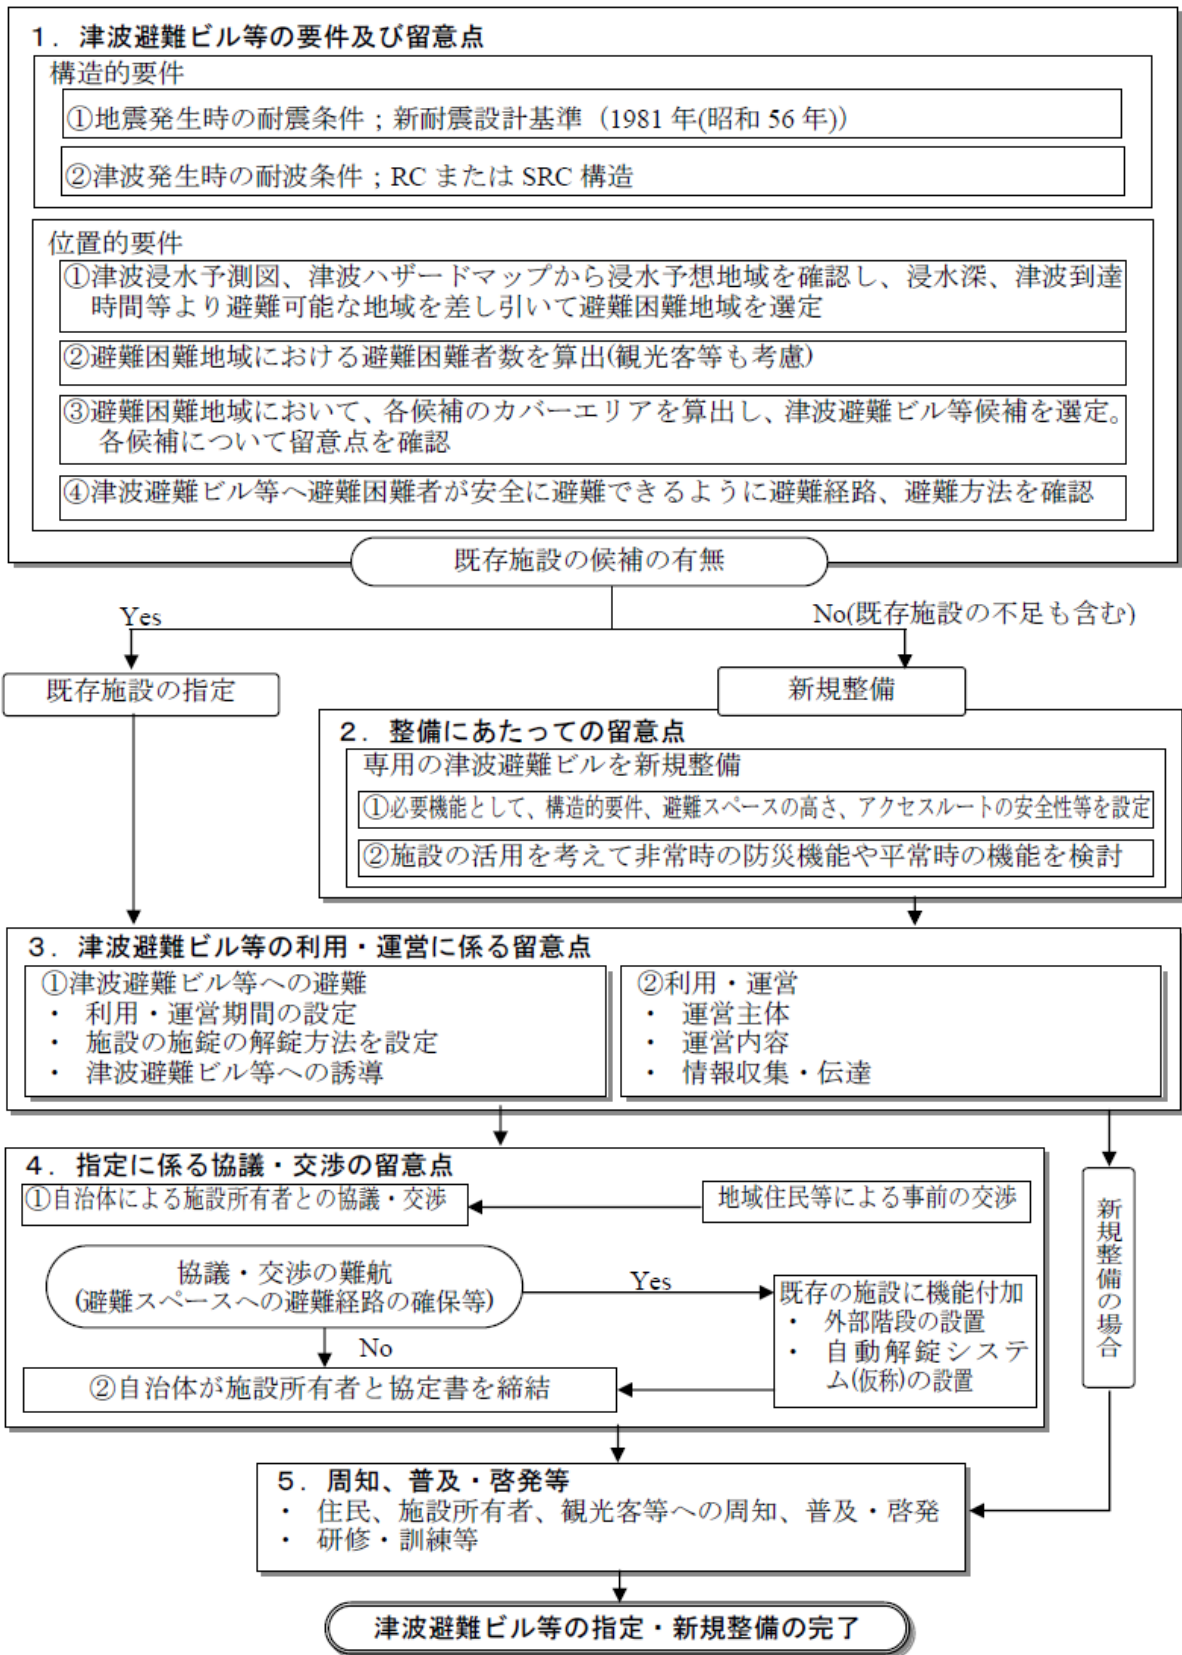 1. 津波避難ビル等の要件及び留意点
構造的要件
①地震発生時の耐震条件；新耐震設計基準（1981 年(昭和 56 年)）
②津波発生時の耐波条件；RC または SRC 構造
位置的要件
①津波浸水予測図、津波ハザードマップから浸水予想地域を確認し、浸水深、津波到達
時間等より避難可能な地域を差し引いて避難困難地域を選定
②避難困難地域における避難困難者数を算出(観光客等も考慮)
③避難困難地域において、各候補のカバーエリアを算出し、津波避難ビル等候補を選定。
各候補について留意点を確認
④津波避難ビル等へ避難困難者が安全に避難できるように避難経路、避難方法を確認
既存施設の候補の有無
Yes
No(既存施設の不足も含む)
既存施設の指定
新規整備
2. 整備にあたっての留意点
専用の津波避難ビルを新規整備
①必要機能として、構造的要件、避難スペースの高さ、アクセスルートの安全性等を設定
②施設の活用を考えて非常時の防災機能や平常時の機能を検討
3. 津波避難ビル等の利用・運営に係る留意点
①津波避難ビル等への避難
・ 利用・運営期間の設定
・ 施設の施錠の解錠方法を設定
・ 津波避難ビル等への誘導
②利用・運営
・ 運営主体
・ 運営内容
・ 情報収集・伝達
4. 指定に係る協議・交渉の留意点
①自治体による施設所有者との協議・交渉
地域住民等による事前の交渉
協議・交渉の難航
(避難スペースへの避難経路の確保等)
Yes
No
既存の施設に機能付加
・ 外部階段の設置
・ 自動解錠システ
ム(仮称)の設置
②自治体が施設所有者と協定書を締結
新規整備の場合
5. 周知、普及・啓発等
・ 住民、施設所有者、観光客等への周知、普及・啓発
・ 研修・訓練等
津波避難ビル等の指定・新規整備の完了